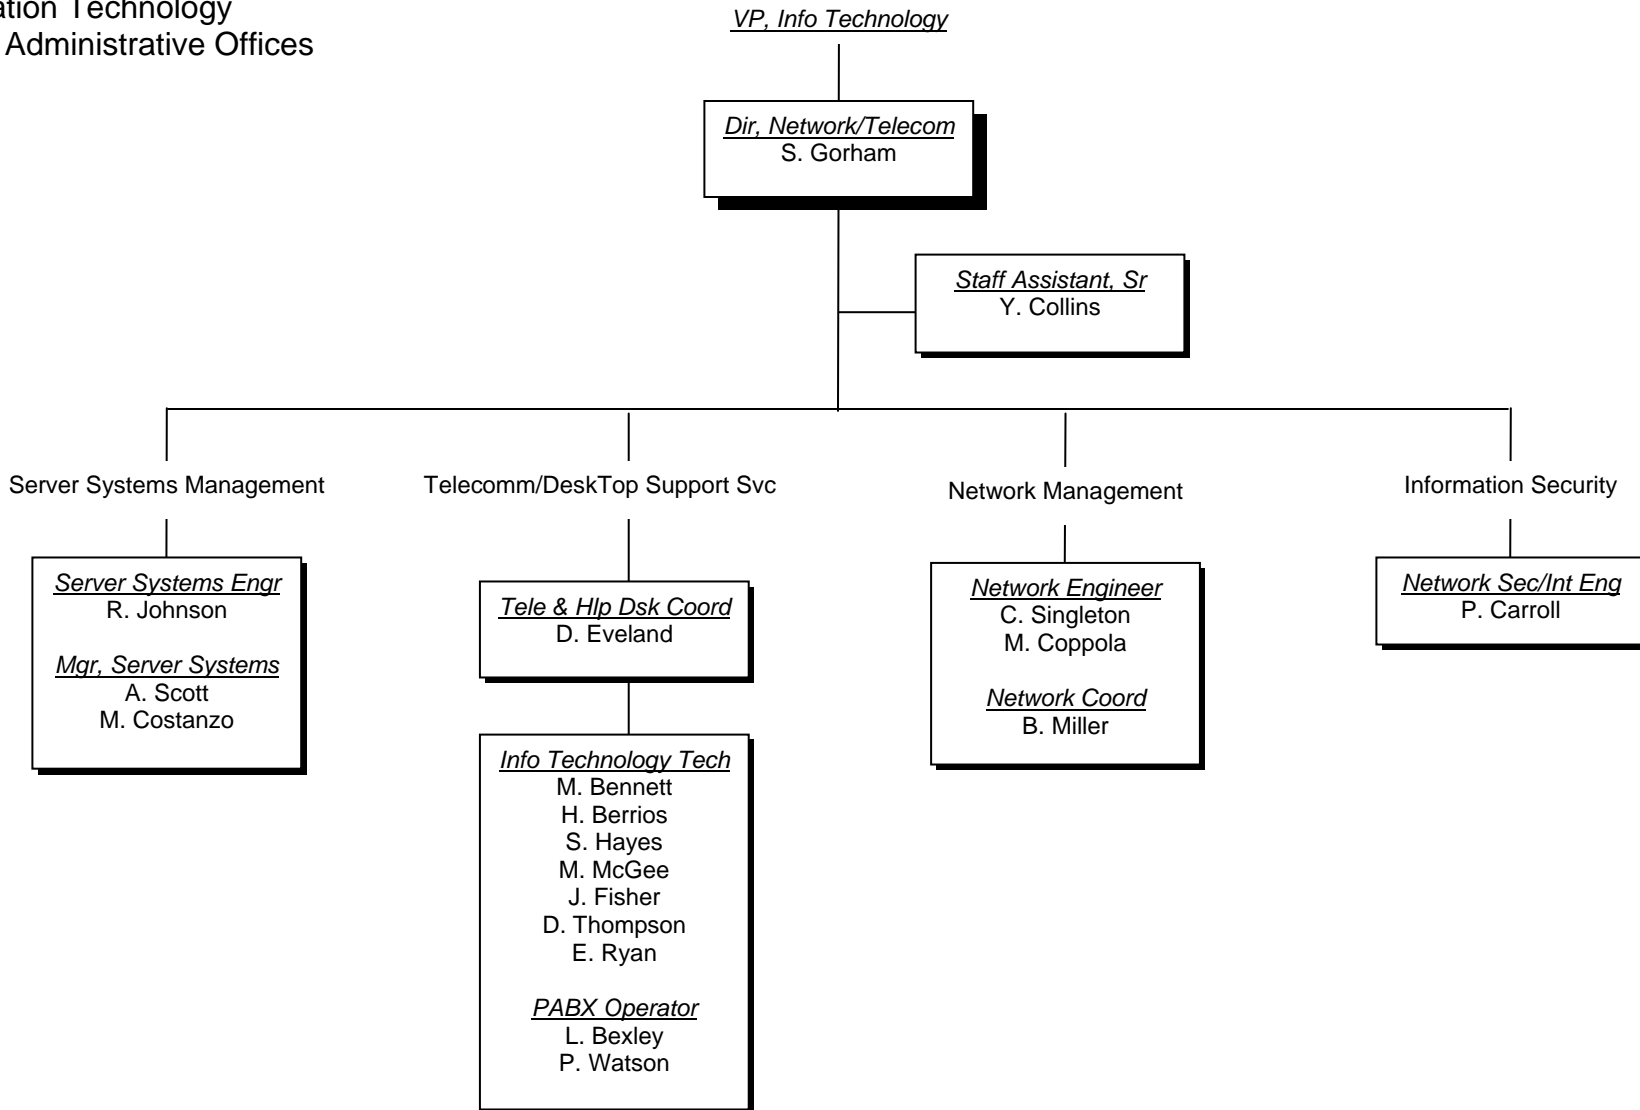 Technology
Administrative Offices
VP, Info Technology
Dir, Network/Telecom
S. Gorham
Staff Assistant, Sr
Y. Collins
Server Systems Management
Server Systems Engr
R. Johnson
Mgr, Server Systems
A. Scott
M. Costanzo
Telecomm/DeskTop Support Svc
Tele & Hlp Dsk Coord
D. Eveland
Info Technology Tech
M. Bennett
H. Berrios
S. Hayes
M. McGee
J. Fisher
D. Thompson
E. Ryan
PABX Operator
L. Bexley
P. Watson
Network Management
Network Engineer
C. Singleton
M. Coppola
Network Coord
B. Miller
Information Security
Network Sec/Int Eng
P. Carroll